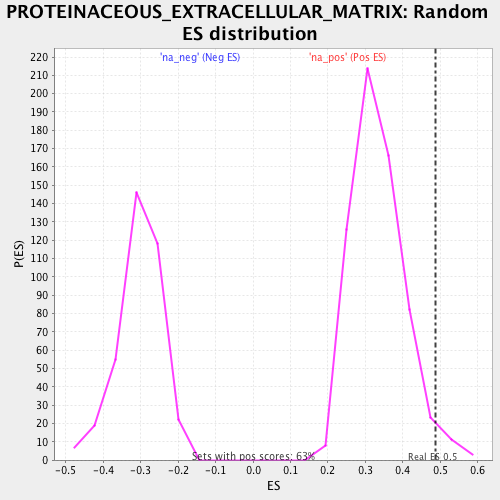 PROTEINACEOUS_EXTRACELLULAR_MATRIX: Random
ES distribution
'na_neg' (Neg ES) 'na_pos' (Pos ES)
220
210
200
190
180
170
160
150
140
130
120
110
100
90
80
70
60
50
40
30
20
10
0
P(ES)
Sets with pos scores: 63%
Real ES 0.5
-0.5 -0.4 -0.3 -0.2 -0.1 0.0 0.1 0.2 0.3 0.4 0.5 0.6
ES